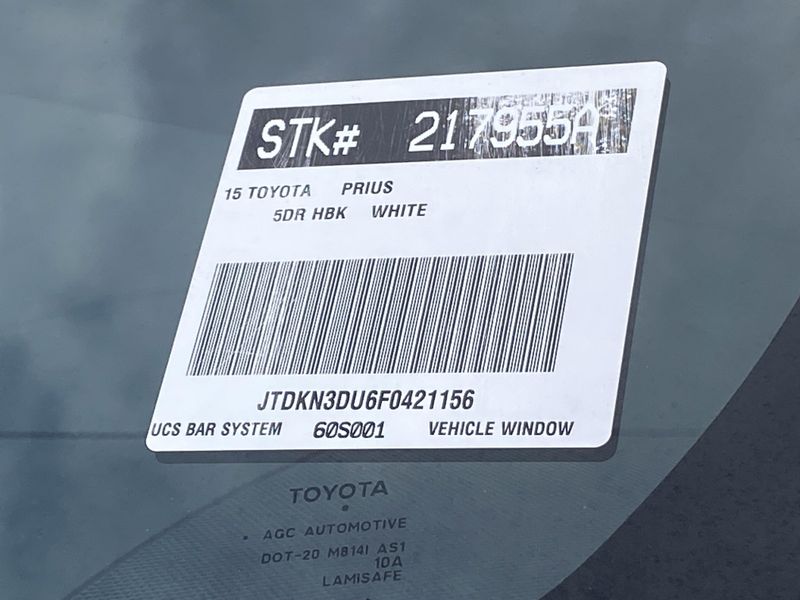 STK# 217955A
15 TOYOTA PRIUS
5DR HBK WHITE
JTDKN3DU6F0421156
UCS BAR SYSTEM 60S001 VEHICLE WINDOW
TOYOTA
AGC AUTOMOTIVE
DOT-20 M814I AS1
1DA
LAMISAFE